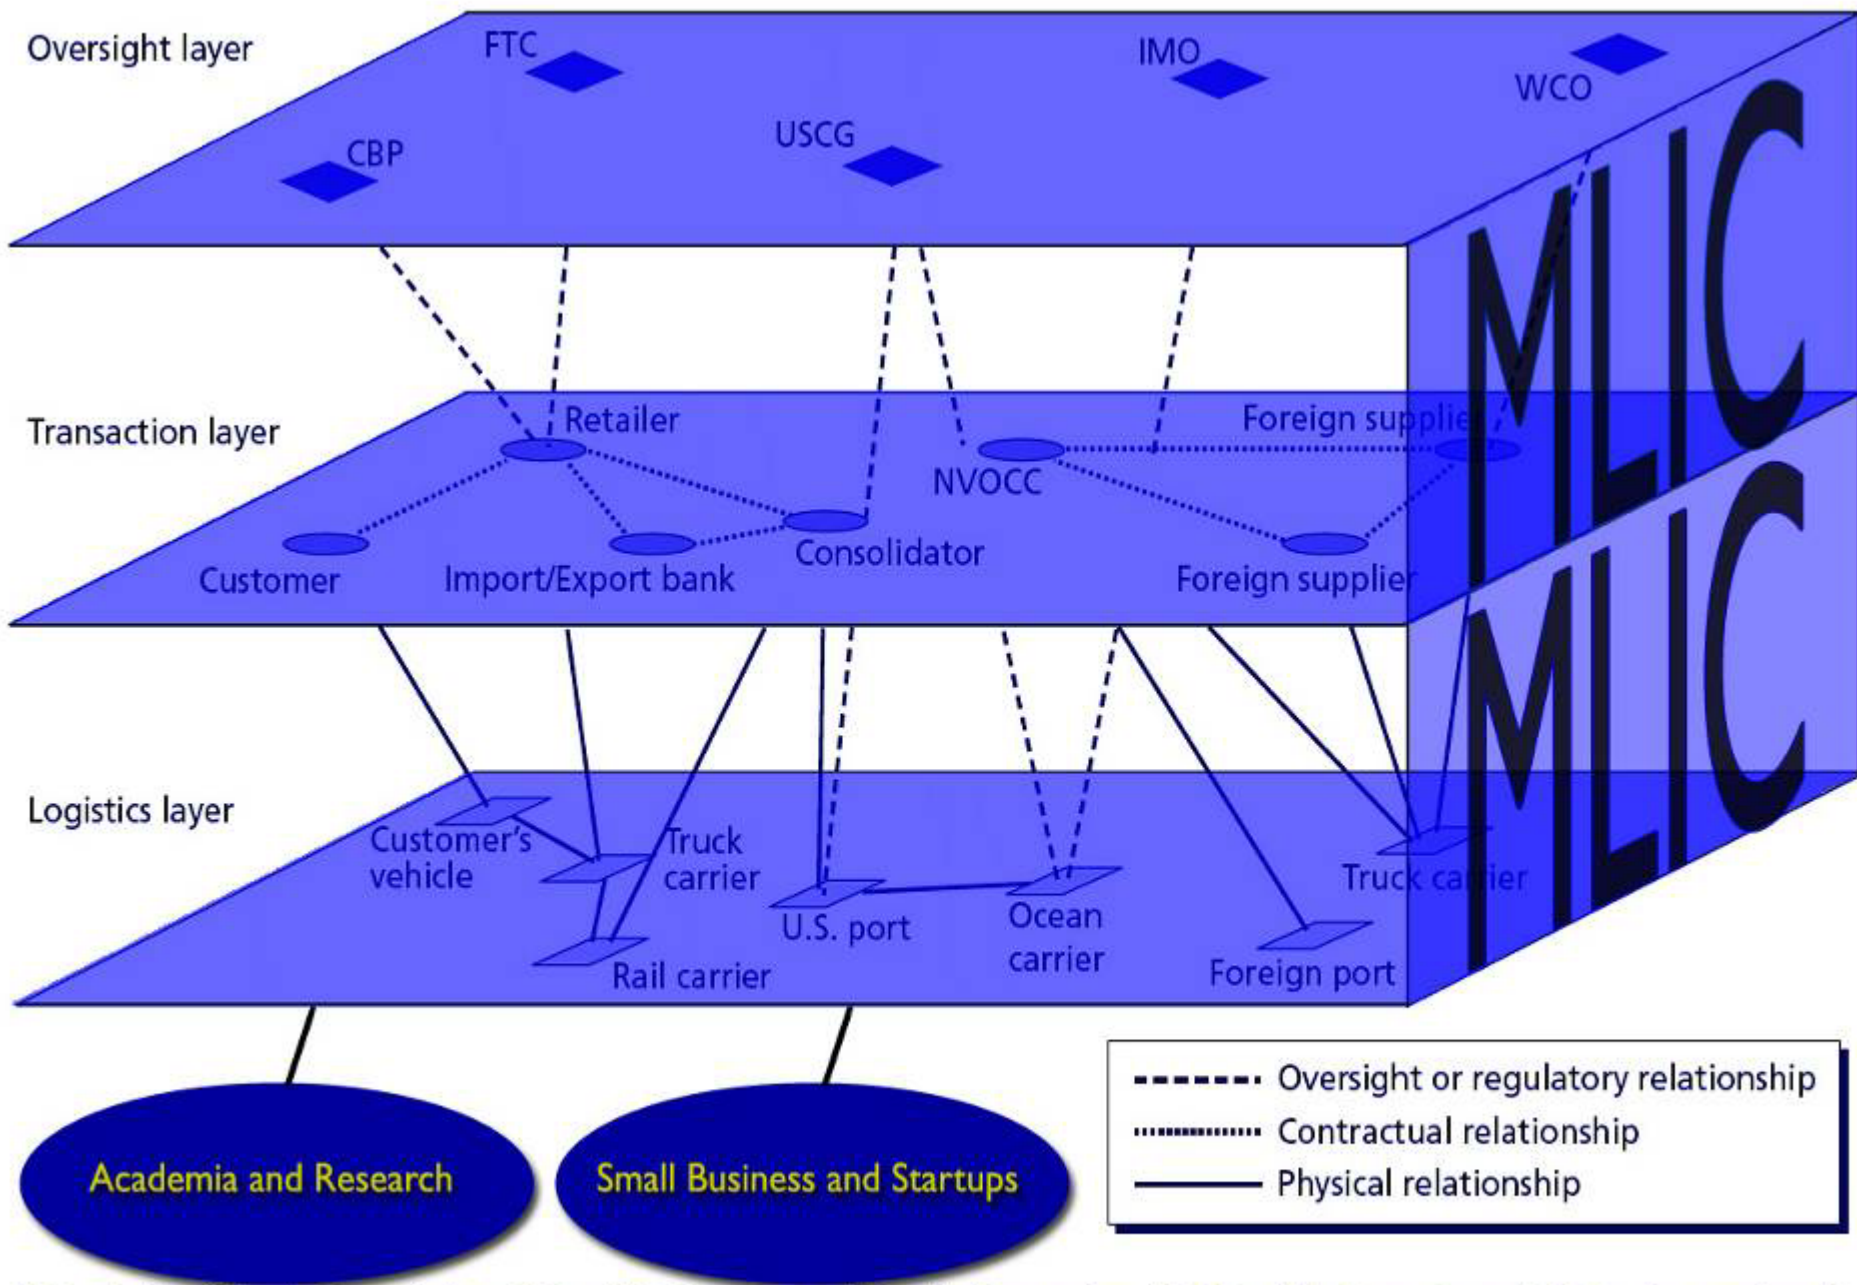 Oversight layer
FTC
IMO
WCO
CBP
USCG
MLIC
Transaction layer
Retailer
Foreign supplier
NVOCC
Consolidator
Customer
Import/Export bank
Foreign supplier
MLIC
Logistics layer
Customer's
vehicle
Truck
carrier
Truck carrier
U.S. port
Ocean
carrier
Rail carrier
Foreign port
Oversight or regulatory relationship
Contractual relationship
Physical relationship
Academia and Research
Small Business and Startups